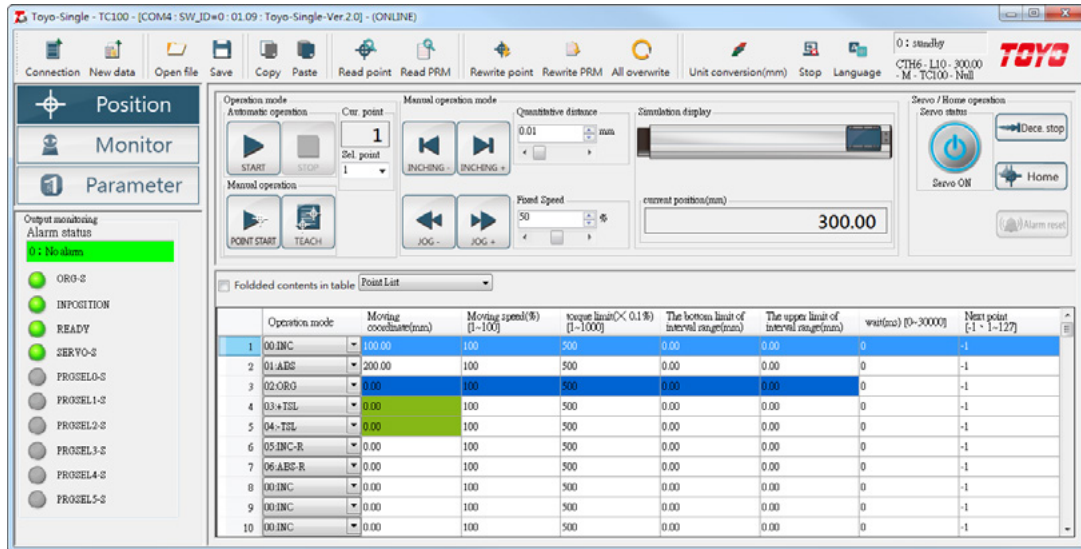 Toyo-Single - TC100 - [COM4 : SW_ID=0 : 01.09 : Toyo-Single-Ver.2.0] - (ONLINE)
Connection New data Open file Save Copy Paste Read point Read PRM Rewrite point Rewrite PRM All overwrite Unit conversion(mm) Stop Language
0 : standby
CTH6 - L10 - 300.00
- M - TC100 - Null
TOYO
Position
Monitor
Parameter
Output monitoring
Alarm status
0 : No alarm
ORG-S
INPOSITION
READY
SERVO-S
PRGSEL0-S
PRGSEL1-S
PRGSEL2-S
PRGSEL3-S
PRGSEL4-S
PRGSEL5-S
Operation mode
Automatic operation
START
STOP
Cur. point
1
Sel. point
1
Manual operation
POINT START
TEACH
Manual operation mode
INCHING -
INCHING +
Quantitative distance
0.01 mm
JOG -
JOG +
Fixed Speed
50 %
Simulation display
current position(mm)
300.00
Servo / Home operation
Servo status
Servo ON
Dece. stop
Home
Alarm reset
Foldded contents in table Point List
Operation mode Moving coordinate(mm) Moving speed(%) [1~100] torque limit(× 0.1%) [1~1000] The bottom limit of interval range(mm) The upper limit of interval range(mm) wait(ms) [0~30000] Next point [-1、1~127]
1 00:INC 100.00 100 500 0.00 0.00 0 -1
2 01:ABS 200.00 100 500 0.00 0.00 0 -1
3 02:ORG 0.00 100 500 0.00 0.00 0 -1
4 03:+TSL 0.00 100 500 0.00 0.00 0 -1
5 04:-TSL 0.00 100 500 0.00 0.00 0 -1
6 05:INC-R 0.00 100 500 0.00 0.00 0 -1
7 06:ABS-R 0.00 100 500 0.00 0.00 0 -1
8 00:INC 0.00 100 500 0.00 0.00 0 -1
9 00:INC 0.00 100 500 0.00 0.00 0 -1
10 00:INC 0.00 100 500 0.00 0.00 0 -1